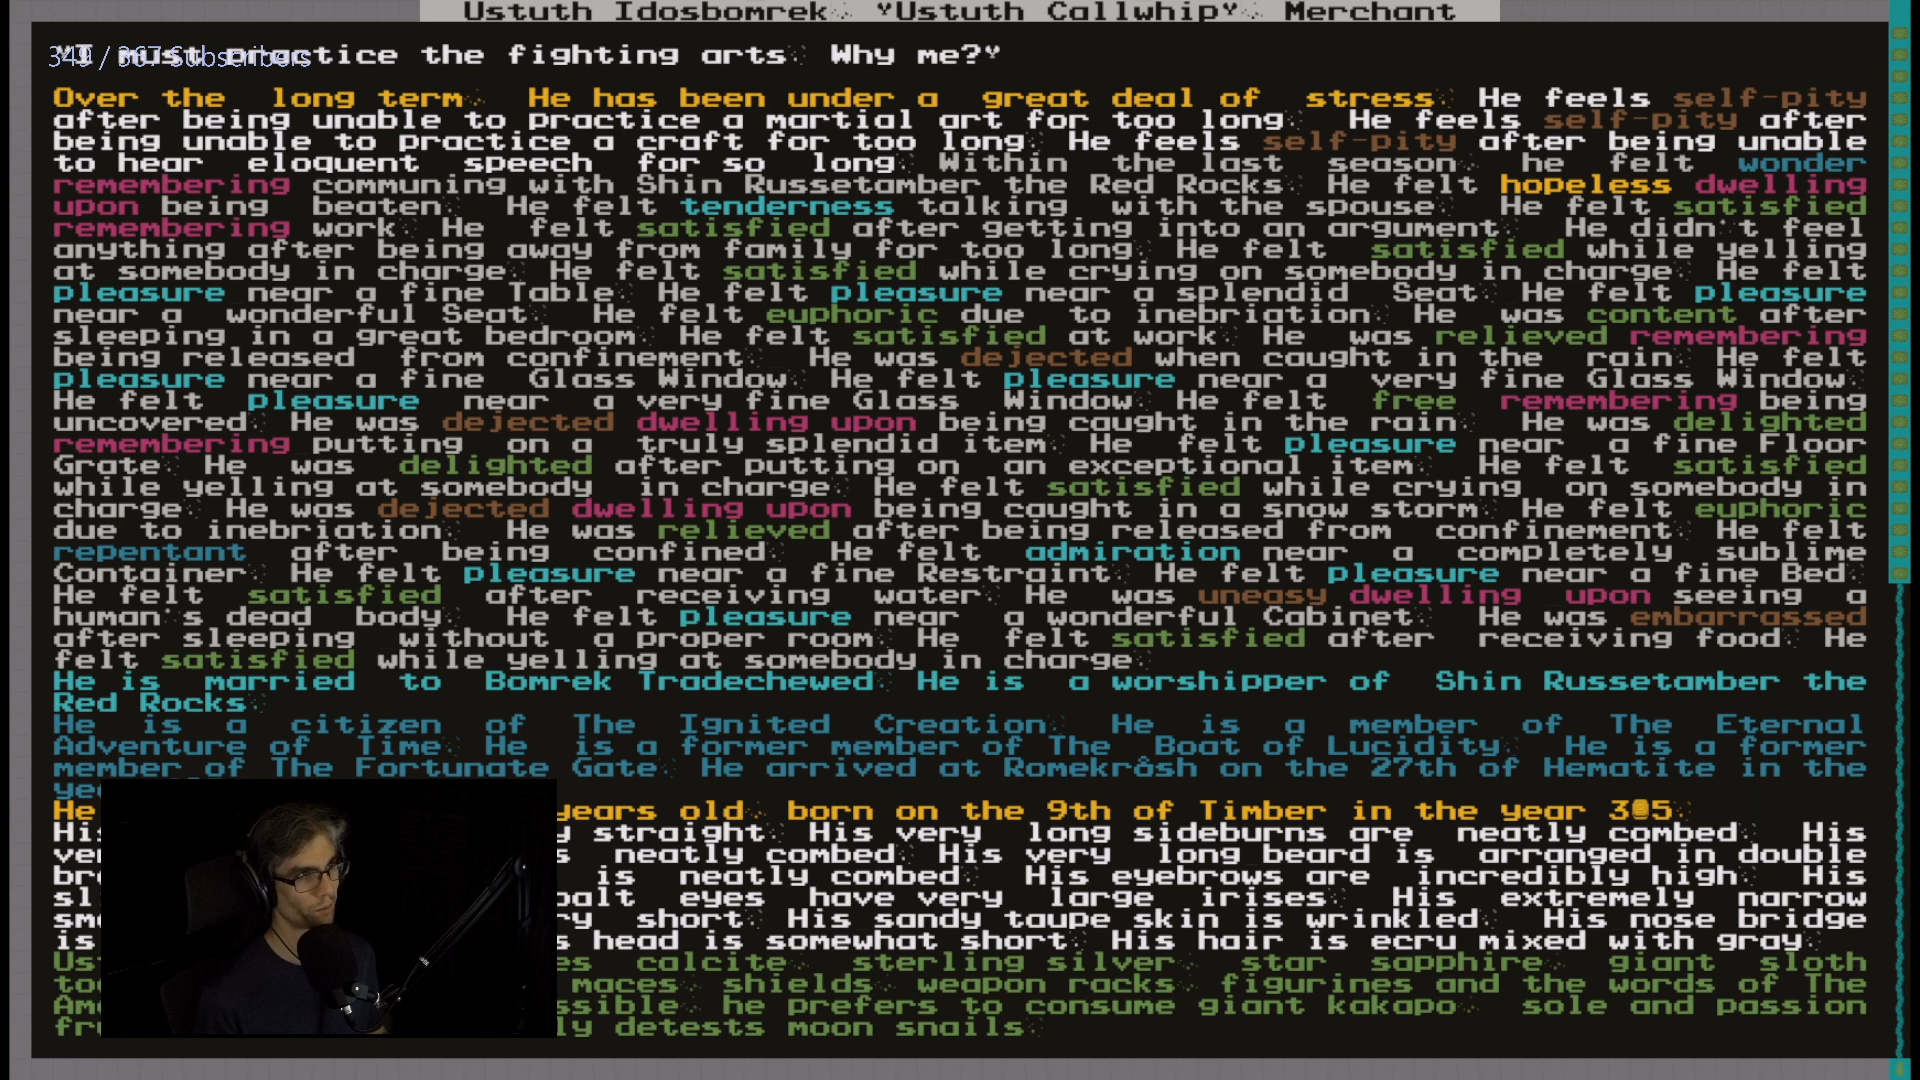 Ustuth Idosbomrek. "Ustuth Callwhip". Merchant
349 / 367 Subscribers
"I must practice the fighting arts. Why me?"
Over the long term, He has been under a great deal of stress. He feels self-pity
after being unable to practice a martial art for too long. He feels self-pity after
being unable to practice a craft for too long. He feels self-pity after being unable
to hear eloquent speech for so long. Within the last season, he felt wonder
remembering communing with Shin Russetamber the Red Rocks. He felt hopeless dwelling
upon being beaten. He felt tenderness talking with the spouse. He felt satisfied
remembering work. He felt satisfied after getting into an argument. He didn't feel
anything after being away from family for too long. He felt satisfied while yelling
at somebody in charge. He felt satisfied while crying on somebody in charge. He felt
pleasure near a fine Table. He felt pleasure near a splendid Seat. He felt pleasure
near a wonderful Seat. He felt euphoric due to inebriation. He was content after
sleeping in a great bedroom. He felt satisfied at work. He was relieved remembering
being released from confinement. He was dejected when caught in the rain. He felt
pleasure near a fine Glass Window. He felt pleasure near a very fine Glass Window.
He felt pleasure near a very fine Glass Window. He felt free remembering being
uncovered. He was dejected dwelling upon being caught in the rain. He was delighted
remembering putting on a truly splendid item. He felt pleasure near a fine Floor
Grate. He was delighted after putting on an exceptional item. He felt satisfied
while yelling at somebody in charge. He felt satisfied while crying on somebody in
charge. He was dejected dwelling upon being caught in a snow storm. He felt euphoric
due to inebriation. He was relieved after being released from confinement. He felt
repentant after being confined. He felt admiration near a completely sublime
Container. He felt pleasure near a fine Restraint. He felt pleasure near a fine Bed.
He felt satisfied after receiving water. He was uneasy dwelling upon seeing a
human's dead body. He felt pleasure near a wonderful Cabinet. He was embarrassed
after sleeping without a proper room. He felt satisfied after receiving food. He
felt satisfied while yelling at somebody in charge.
He is married to Bomrek Tradechewed. He is a worshipper of Shin Russetamber the
Red Rocks.
He is a citizen of The Ignited Creation. He is a member of The Eternal
Adventure of Time. He is a former member of The Boat of Lucidity. He is a former
member of The Fortunate Gate. He arrived at Romekrôsh on the 27th of Hematite in the
He years old, born on the 9th of Timber in the year 305.
His straight. His very long sideburns are neatly combed. His
neatly combed. His very long beard is arranged in double
is neatly combed. His eyebrows are incredibly high. His
eyes have very large irises. His extremely narrow
short. His sandy taupe skin is wrinkled. His nose bridge
is head is somewhat short. His hair is ecru mixed with gray.
calcite, sterling silver, star sapphire, giant sloth
maces, shields, weapon racks, figurines and the words of The
he prefers to consume giant kakapo, sole and passion
detests moon snails.